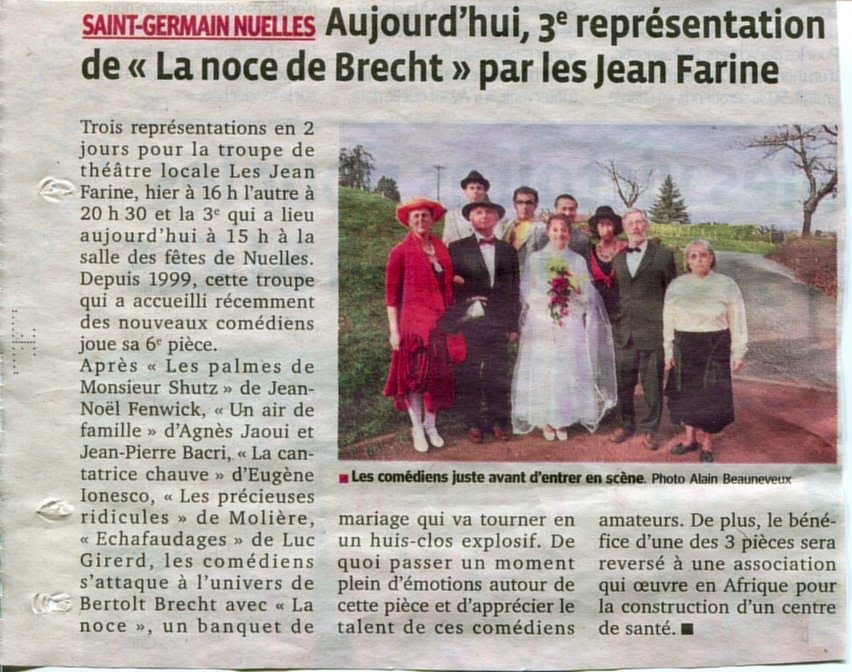 SAINT-GERMAIN NUELLES Aujourd'hui, 3e représentation
de « La noce de Brecht » par les Jean Farine
Trois représentations en 2
jours pour la troupe de
théâtre locale Les Jean
Farine, hier à 16 h l'autre à
20 h 30 et la 3e qui a lieu
aujourd'hui à 15 h à la
salle des fêtes de Nuelles.
Depuis 1999, cette troupe
qui a accueilli récemment
des nouveaux comédiens
joue sa 6e pièce.
Après « Les palmes de
Monsieur Shutz » de Jean-
Noël Fenwick, « Un air de
famille » d'Agnès Jaoui et
Jean-Pierre Bacri, « La can-
tatrice chauve » d'Eugène
Ionesco, « Les précieuses
ridicules » de Molière,
« Echafaudages » de Luc
Girerd, les comédiens
s'attaque à l'univers de
Bertolt Brecht avec « La
noce », un banquet de
Les comédiens juste avant d'entrer en scène. Photo Alain Beauneveux
mariage qui va tourner en
un huis-clos explosif. De
quoi passer un moment
plein d'émotions autour de
cette pièce et d'apprécier le
talent de ces comédiens
amateurs. De plus, le béné-
fice d'une des 3 pièces sera
reversé à une association
qui œuvre en Afrique pour
la construction d'un centre
de santé.